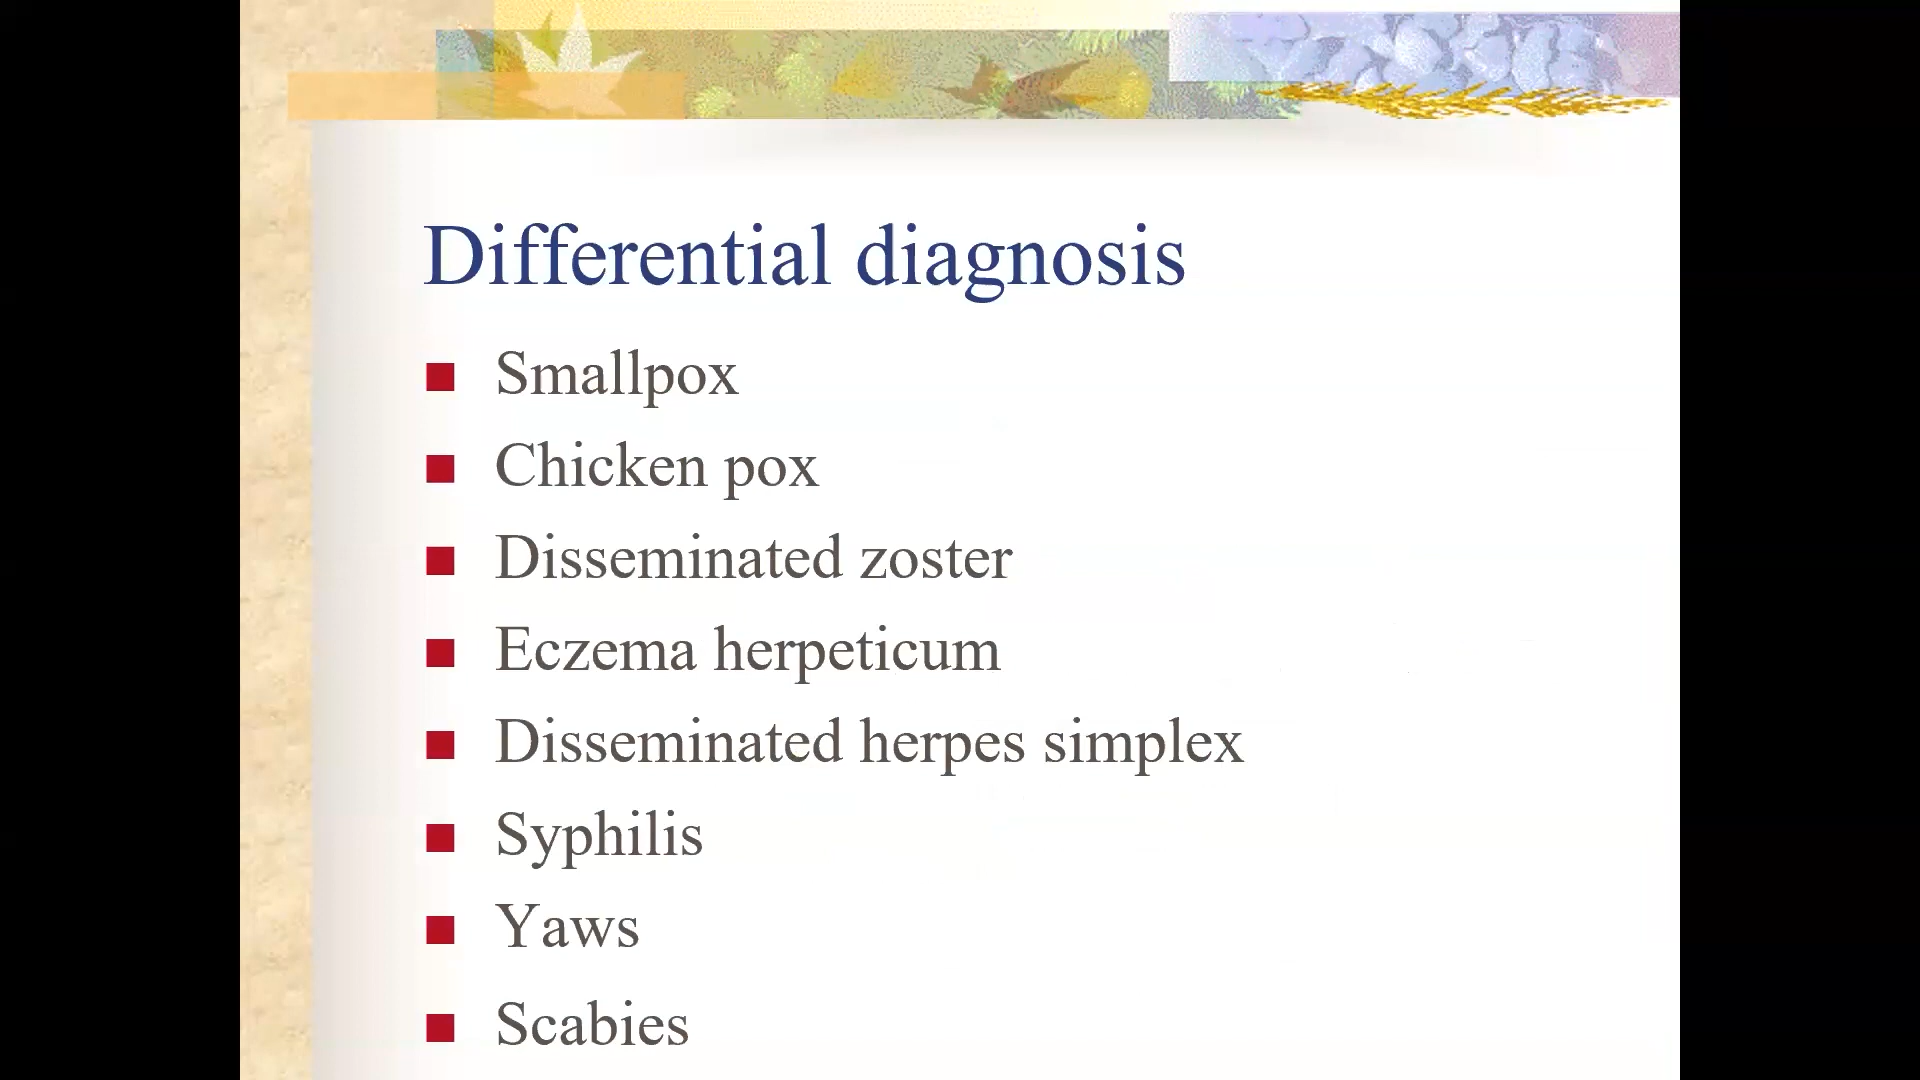 Differential diagnosis
Smallpox
Chicken pox
Disseminated zoster
Eczema herpeticum
Disseminated herpes simplex
Syphilis
Yaws
Scabies